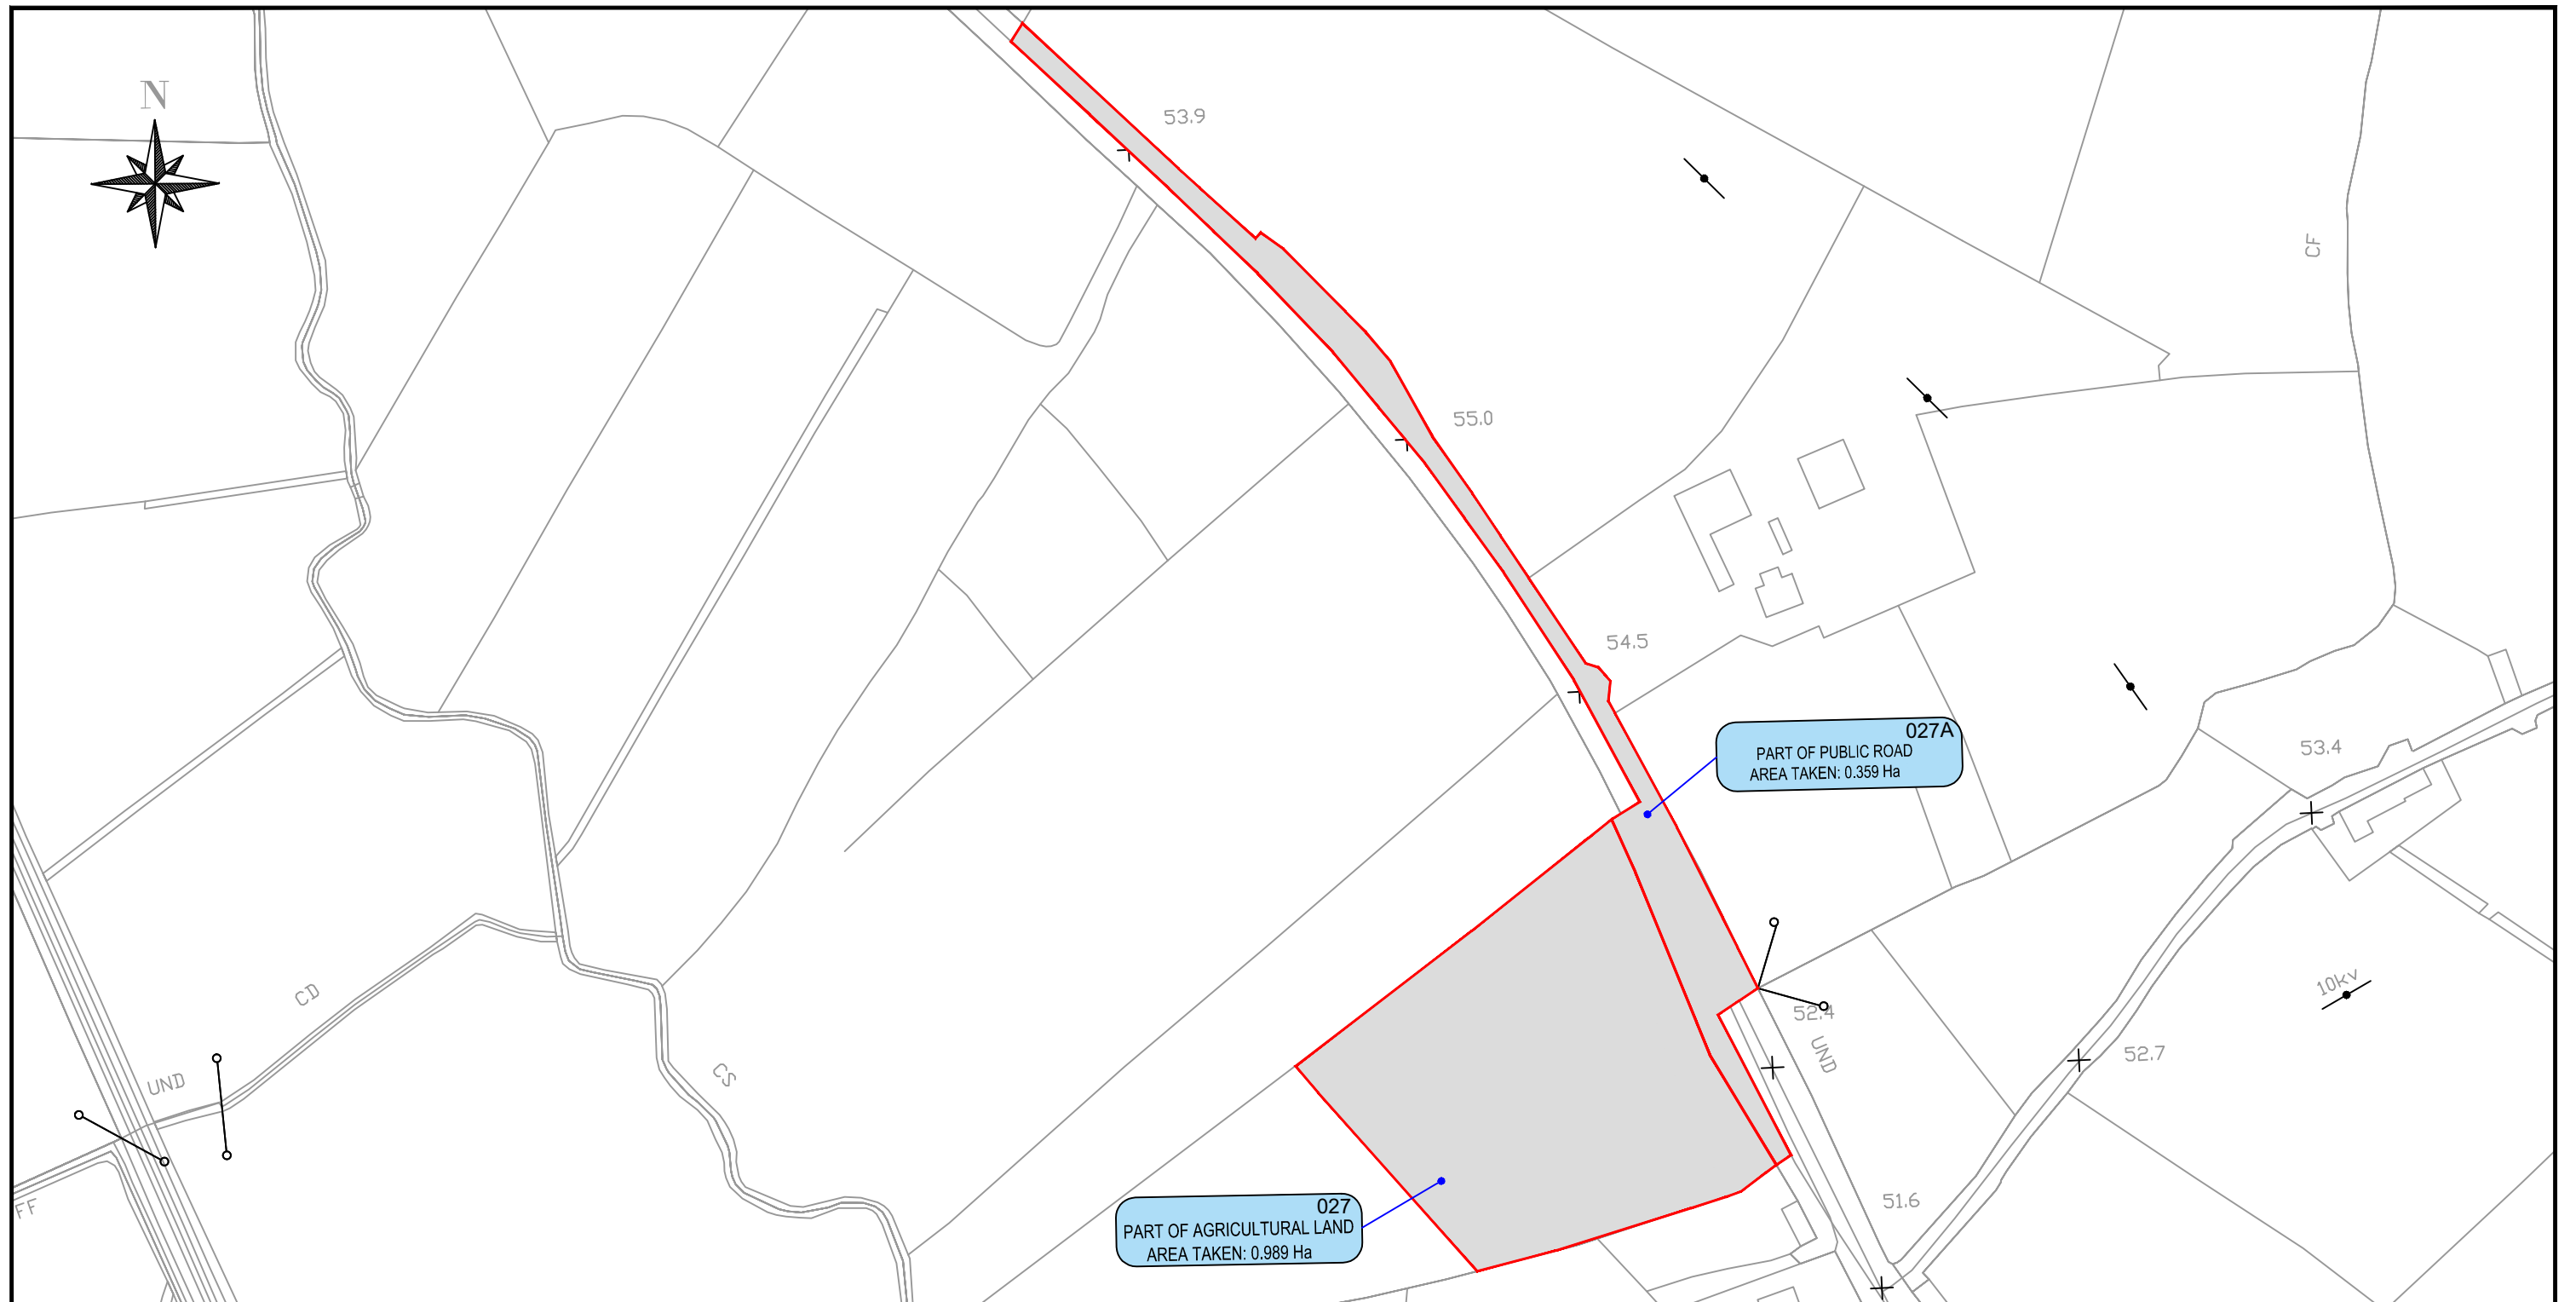 N
53.9
CF
55.0
54.5
027A
PART OF PUBLIC ROAD
AREA TAKEN: 0.359 Ha
53.4
10kv
CD
52.4
UND
52.7
UND
CS
FF
51.6
027
PART OF AGRICULTURAL LAND
AREA TAKEN: 0.989 Ha